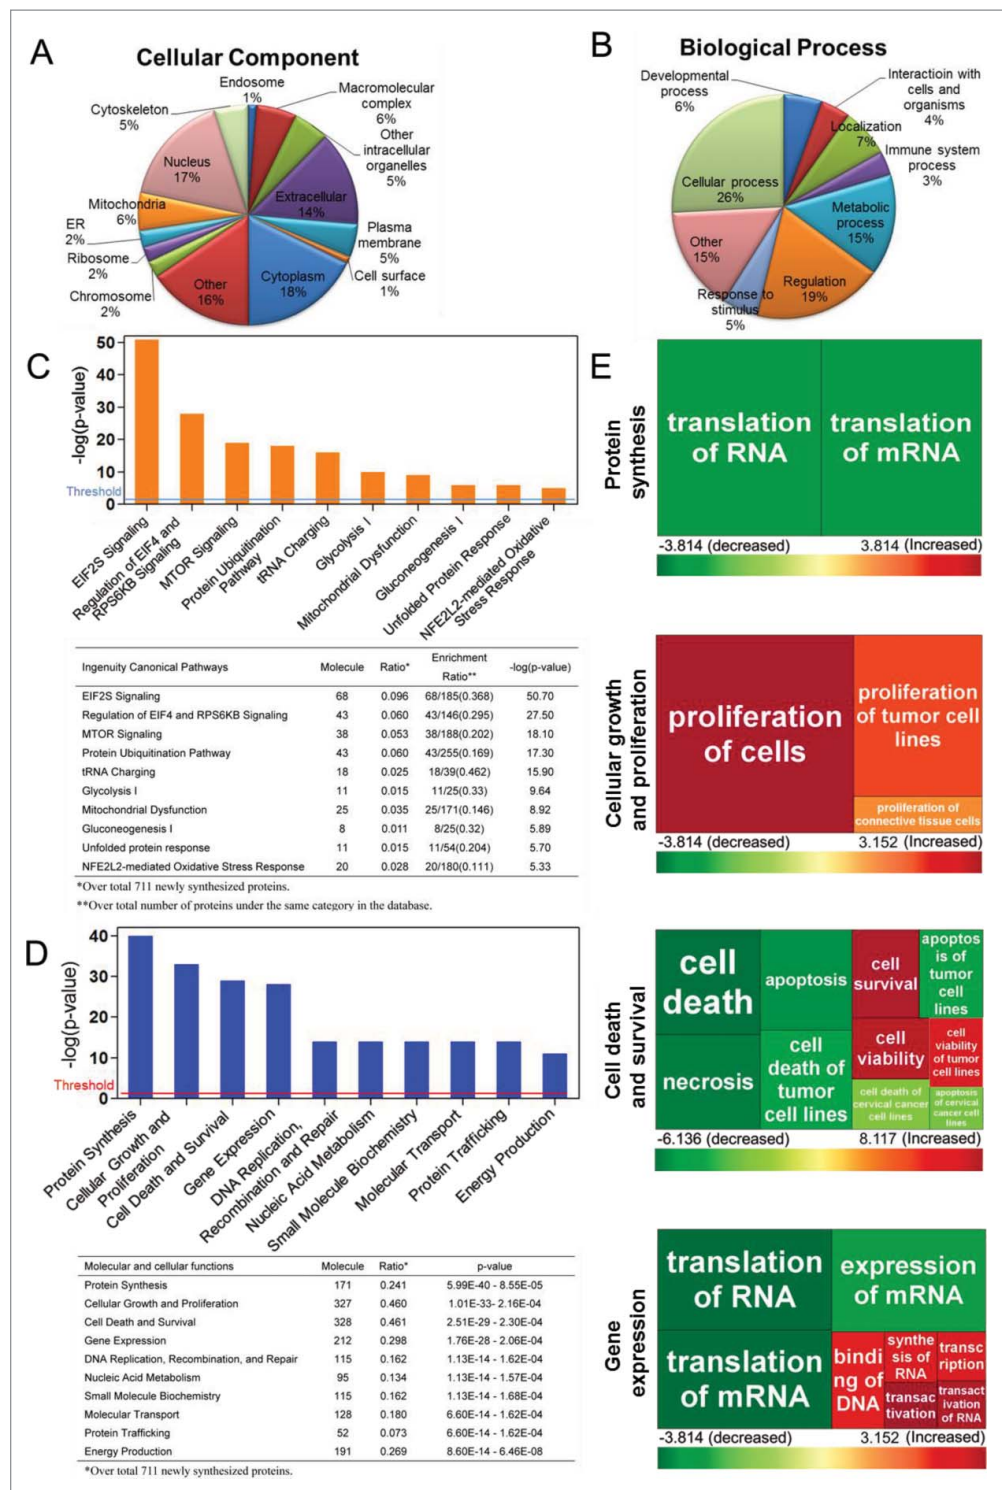 A
Cellular Component
Endosome
1%
Macromolecular
complex
6%
Other
intracellular
organelles
5%
Extracellular
14%
Plasma
membrane
5%
Cell surface
1%
Cytoplasm
18%
Other
16%
Chromosome
2%
Ribosome
2%
ER
2%
Mitochondria
6%
Nucleus
17%
Cytoskeleton
5%
B
Biological Process
Developmental
process
6%
Interactioin with
cells and
organisms
4%
Localization
7%
Immune system
process
3%
Metabolic
process
15%
Regulation
19%
Response to
stimulus
5%
Other
15%
Cellular process
26%
C
-log(p-value)
50
40
30
20
10
0
Threshold
EIF2S Signaling
Regulation of EIF4 and
RPS6KB Signaling
MTOR Signaling
Protein Ubiquitination
Pathway
tRNA Charging
Glycolysis I
Mitochondrial Dysfunction
Gluconeogenesis I
Unfolded Protein Response
NFE2L2-mediated Oxidative
Stress Response
Ingenuity Canonical Pathways Molecule Ratio* Enrichment Ratio** -log(p-value)
EIF2S Signaling 68 0.096 68/185(0.368) 50.70
Regulation of EIF4 and RPS6KB Signaling 43 0.060 43/146(0.295) 27.50
MTOR Signaling 38 0.053 38/188(0.202) 18.10
Protein Ubiquitination Pathway 43 0.060 43/255(0.169) 17.30
tRNA Charging 18 0.025 18/39(0.462) 15.90
Glycolysis I 11 0.015 11/25(0.33) 9.64
Mitochondrial Dysfunction 25 0.035 25/171(0.146) 8.92
Gluconeogenesis I 8 0.011 8/25(0.32) 5.89
Unfolded protein response 11 0.015 11/54(0.204) 5.70
NFE2L2-mediated Oxidative Stress Response 20 0.028 20/180(0.111) 5.33
*Over total 711 newly synthesized proteins.
**Over total number of proteins under the same category in the database.
D
-log(p-value)
40
30
20
10
0
Threshold
Protein Synthesis
Cellular Growth and
Proliferation
Cell Death and Survival
Gene Expression
DNA Replication,
Recombination and Repair
Nucleic Acid Metabolism
Small Molecule Biochemistry
Molecular Transport
Protein Trafficking
Energy Production
Molecular and cellular functions Molecule Ratio* p-value
Protein Synthesis 171 0.241 5.99E-40 - 8.55E-05
Cellular Growth and Proliferation 327 0.460 1.01E-33- 2.16E-04
Cell Death and Survival 328 0.461 2.51E-29 - 2.30E-04
Gene Expression 212 0.298 1.76E-28 - 2.06E-04
DNA Replication, Recombination, and Repair 115 0.162 1.13E-14 - 1.62E-04
Nucleic Acid Metabolism 95 0.134 1.13E-14 - 1.57E-04
Small Molecule Biochemistry 115 0.162 1.13E-14 - 1.68E-04
Molecular Transport 128 0.180 6.60E-14 - 1.62E-04
Protein Trafficking 52 0.073 6.60E-14 - 1.62E-04
Energy Production 191 0.269 8.60E-14 - 6.46E-08
*Over total 711 newly synthesized proteins.
E
Protein
synthesis
translation
of RNA
translation
of mRNA
-3.814 (decreased) 3.814 (Increased)
Cellular growth
and proliferation
proliferation
of cells
proliferation
of tumor cell
lines
proliferation of
connective tissue cells
-3.814 (decreased) 3.152 (Increased)
Cell death
and survival
cell
death
apoptosis
cell
survival
apoptos
is of
tumor
cell
lines
necrosis
cell
death of
tumor
cell lines
cell
viability
cell
viability
of tumor
cell lines
cell death of
cervical cancer
cell lines
apoptosis
of cervical
cancer cell
lines
-6.136 (decreased) 8.117 (Increased)
Gene
expression
translation
of RNA
expression
of mRNA
translation
of mRNA
bindi
ng of
DNA
synthe
sis of
RNA
transc
ription
transac
tivation
transact
ivation
of RNA
-3.814 (decreased) 3.152 (Increased)